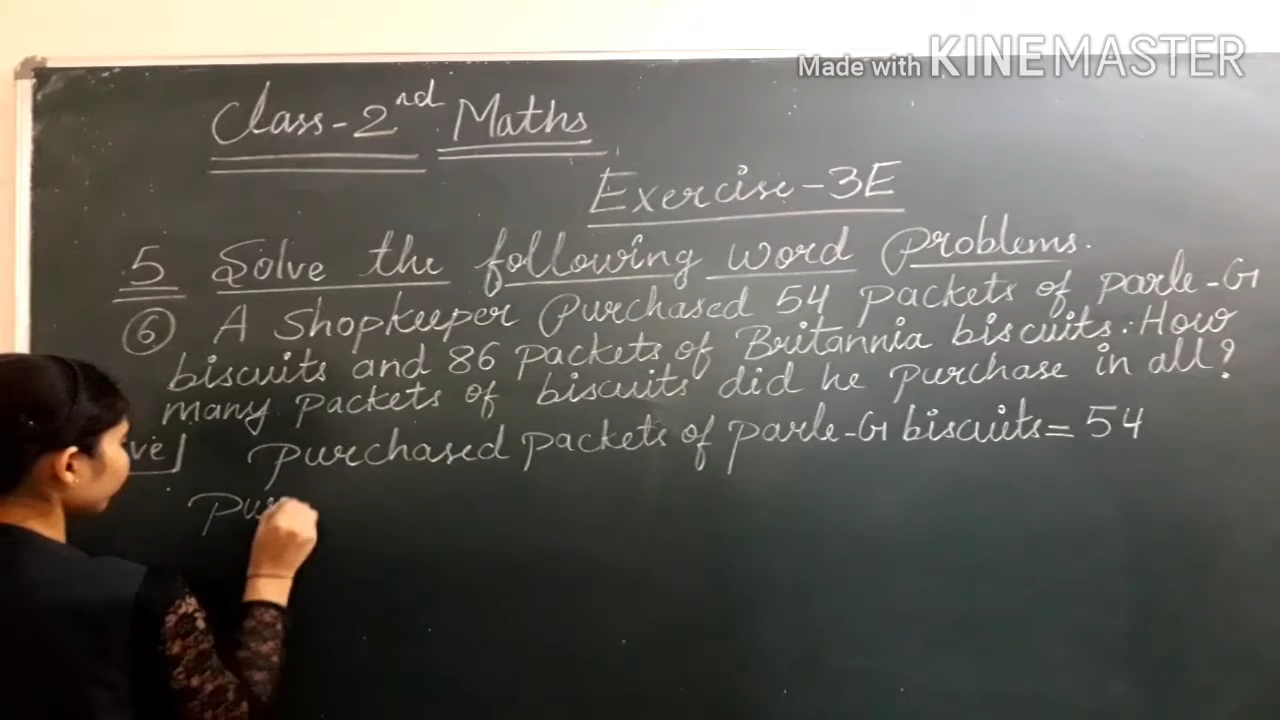 Made with KINEMASTER
Class-2nd Maths
Exercise-3E
5 Solve the following word Problems.
6 A Shopkeeper Purchased 54 packets of parle-G
biscuits and 86 packets of Britannia biscuits. How
many packets of biscuits did he purchase in all?
Purchased packets of parle-G biscuits = 54